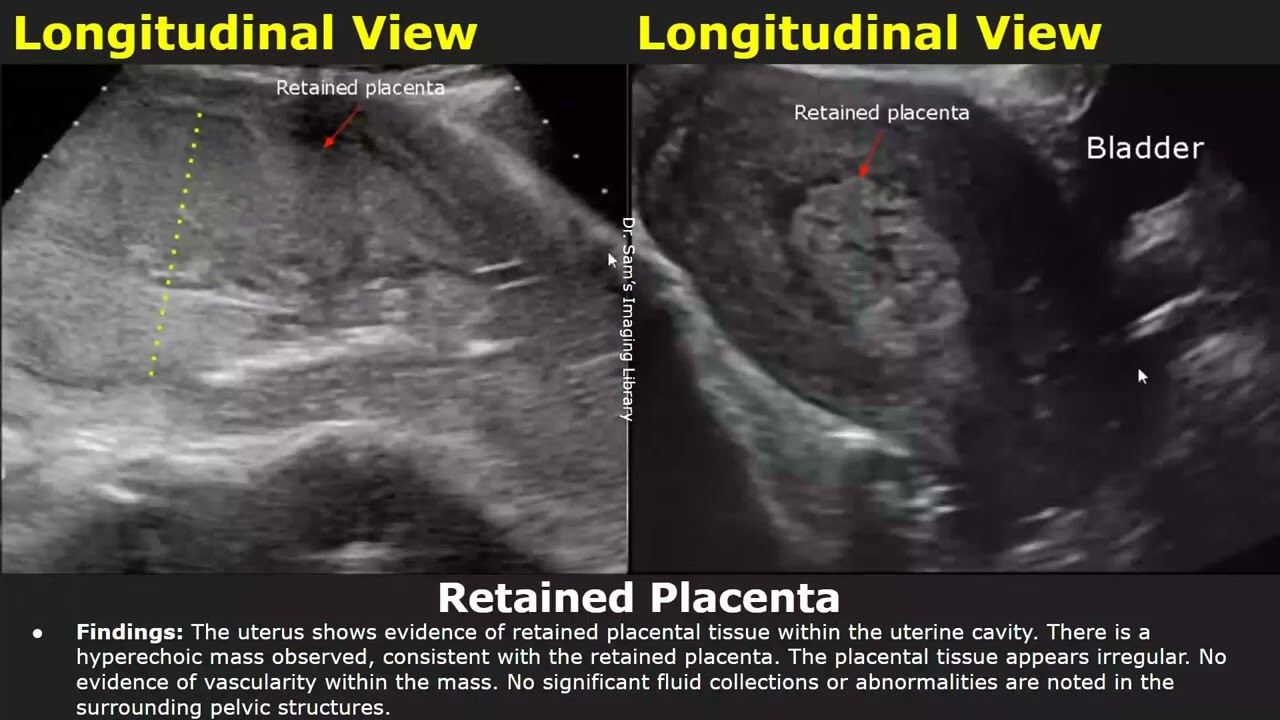 Longitudinal View
Longitudinal View
Retained placenta
Retained placenta
Bladder
Dr. Sam's Imaging Library
Retained Placenta
• Findings: The uterus shows evidence of retained placental tissue within the uterine cavity. There is a
hyperechoic mass observed, consistent with the retained placenta. The placental tissue appears irregular. No
evidence of vascularity within the mass. No significant fluid collections or abnormalities are noted in the
surrounding pelvic structures.